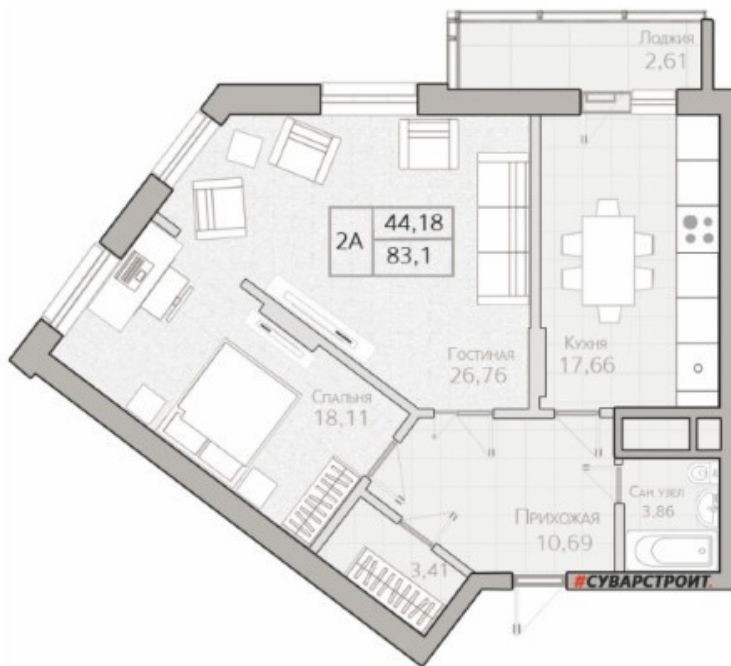 Лоджия
2,61
2А
44,18
83,1
Гостиная
26,76
Кухня
17,66
Спальня
18,11
Прихожая
10,69
Сан.узел
3,86
3,41
#СУВАРСТРОИТ.